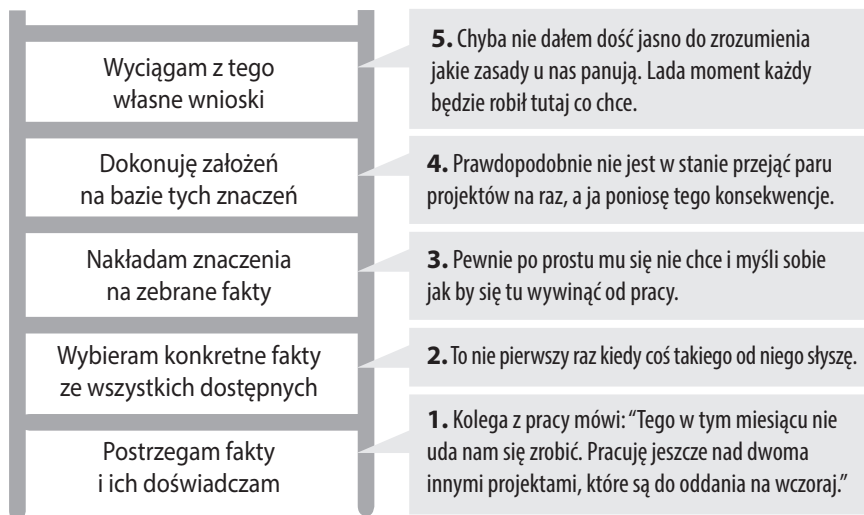 Wyciągam z tego
własne wnioski
5. Chyba nie dałem dość jasno do zrozumienia
jakie zasady u nas panują. Lada moment każdy
będzie robił tutaj co chce.
Dokonuję założeń
na bazie tych znaczeń
4. Prawdopodobnie nie jest w stanie przejąć paru
projektów na raz, a ja poniosę tego konsekwencje.
Nakładam znaczenia
na zebrane fakty
3. Pewnie po prostu mu się nie chce i myśli sobie
jak by się tu wywinąć od pracy.
Wybieram konkretne fakty
ze wszystkich dostępnych
2. To nie pierwszy raz kiedy coś takiego od niego słyszę.
Postrzegam fakty
i ich doświadczam
1. Kolega z pracy mówi: “Tego w tym miesiącu nie
uda nam się zrobić. Pracuję jeszcze nad dwoma
innymi projektami, które są do oddania na wczoraj.”